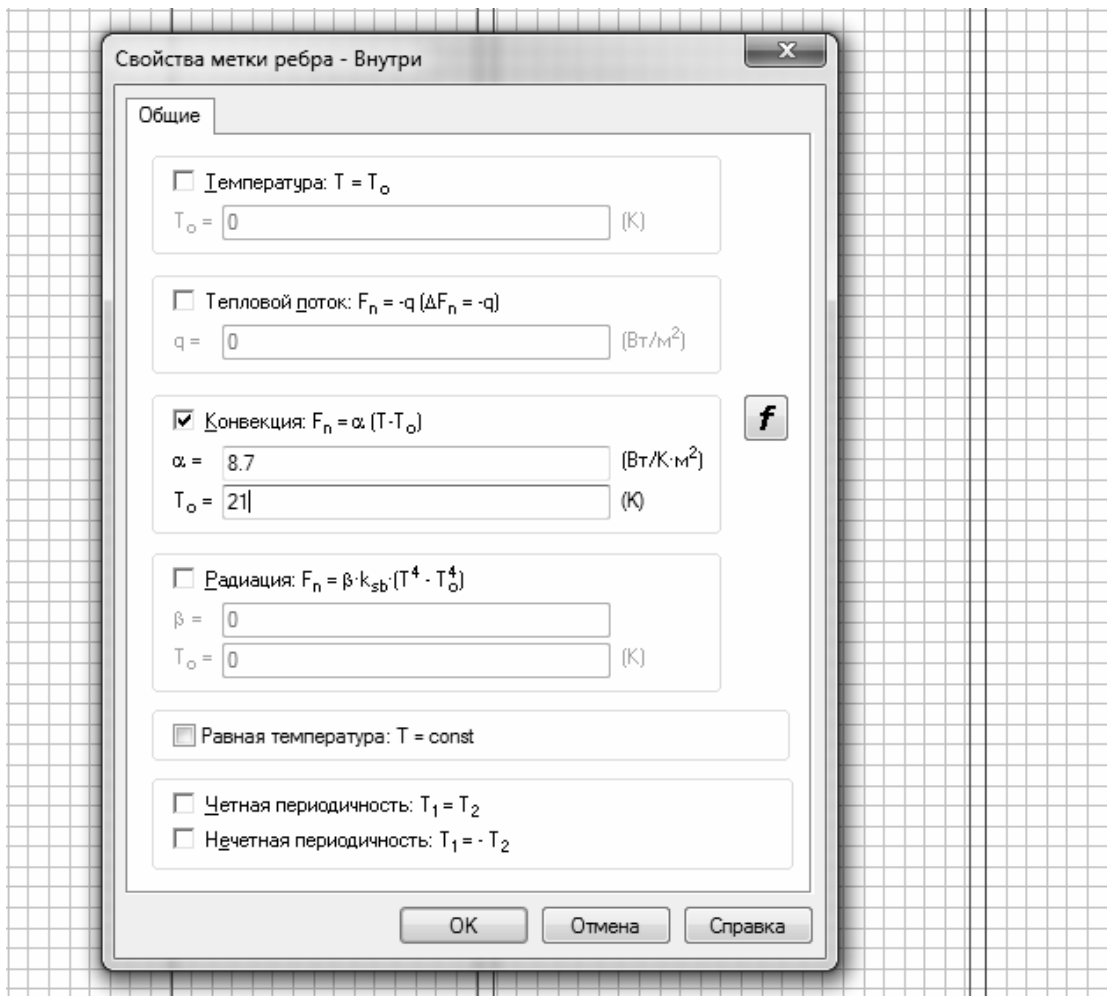 Свойства метки ребра - Внутри
x
Общие
Температура: T = Tₒ
Tₒ = 0 (K)
Тепловой поток: Fₙ = -q (ΔFₙ = -q)
q = 0 (Вт/м²)
Конвекция: Fₙ = α (T-Tₒ)
f
α = 8.7 (Вт/К·м²)
Tₒ = 21 (K)
Радиация: Fₙ = β·k_sb·(T⁴ - Tₒ⁴)
β = 0
Tₒ = 0 (K)
Равная температура: T = const
Четная периодичность: T₁ = T₂
Нечетная периодичность: T₁ = - T₂
OK Отмена Справка